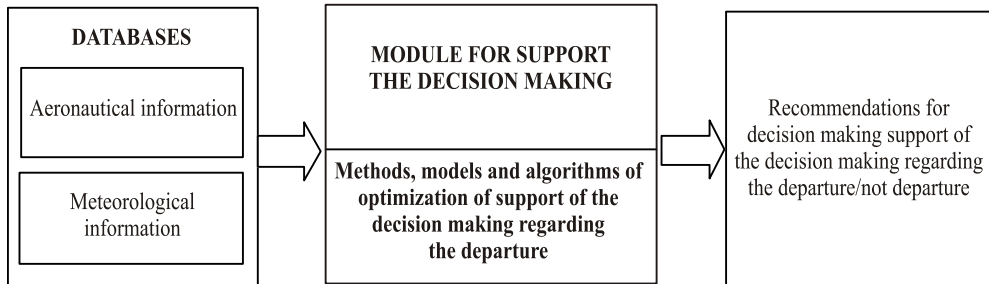 DATABASES
Aeronautical information
Meteorological
information
MODULE FOR SUPPORT
THE DECISION MAKING
Methods, models and algorithms of
optimization of support of the
decision making regarding
the departure
Recommendations for
decision making support of
the decision making regarding
the departure/not departure